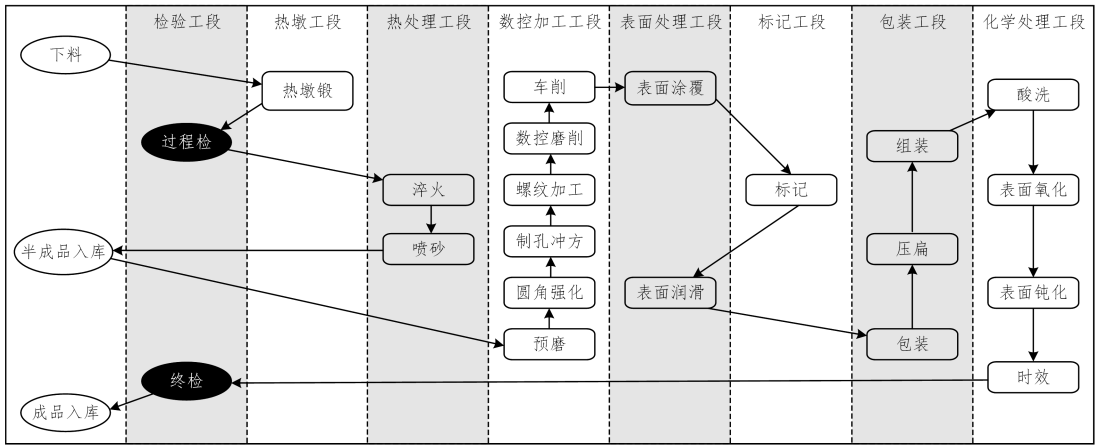 检验工段
热墩工段
热处理工段
数控加工工段
表面处理工段
标记工段
包装工段
化学处理工段
下料
热墩锻
过程检
淬火
喷砂
半成品入库
预磨
圆角强化
制孔冲方
螺纹加工
数控磨削
车削
表面涂覆
标记
表面润滑
包装
压扁
组装
酸洗
表面氧化
表面钝化
时效
终检
成品入库